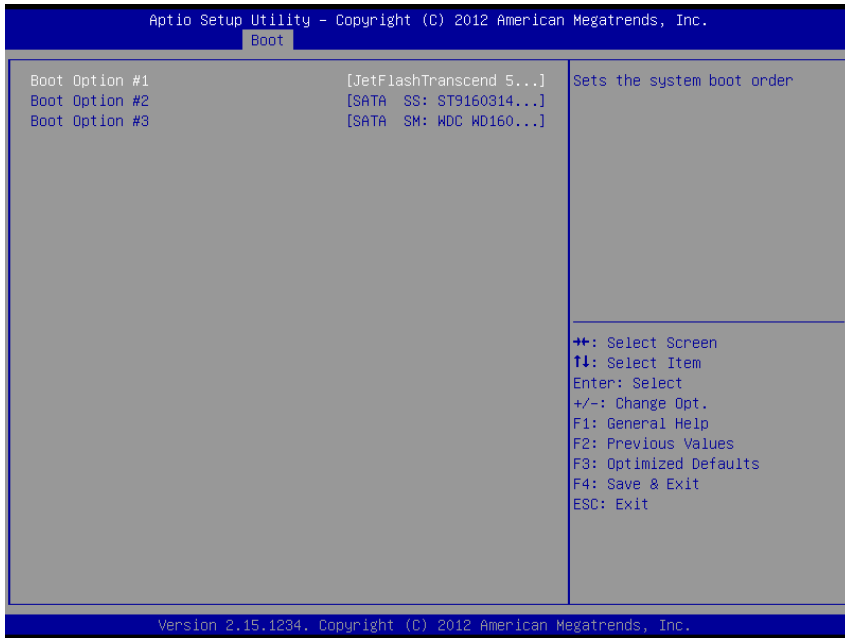 Aptio Setup Utility – Copyright (C) 2012 American Megatrends, Inc.
Boot
Boot Option #1 [JetFlashTranscend 5...]
Boot Option #2 [SATA SS: ST9160314...]
Boot Option #3 [SATA SM: WDC WD160...]
Sets the system boot order
→←: Select Screen
↑↓: Select Item
Enter: Select
+/-: Change Opt.
F1: General Help
F2: Previous Values
F3: Optimized Defaults
F4: Save & Exit
ESC: Exit
Version 2.15.1234. Copyright (C) 2012 American Megatrends, Inc.